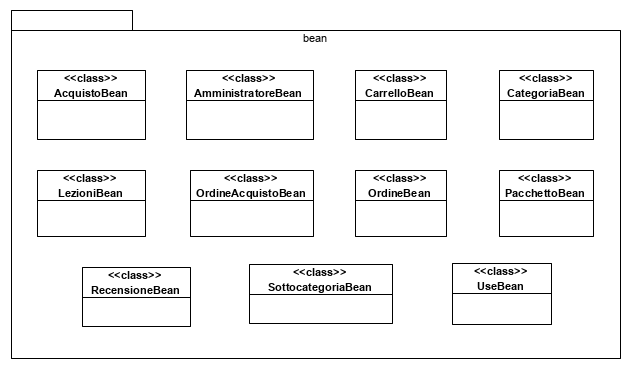 bean
<<class>>
AcquistoBean
<<class>>
AmministratoreBean
<<class>>
CarrelloBean
<<class>>
CategoriaBean
<<class>>
LezioniBean
<<class>>
OrdineAcquistoBean
<<class>>
OrdineBean
<<class>>
PacchettoBean
<<class>>
RecensioneBean
<<class>>
SottocategoriaBean
<<class>>
UseBean